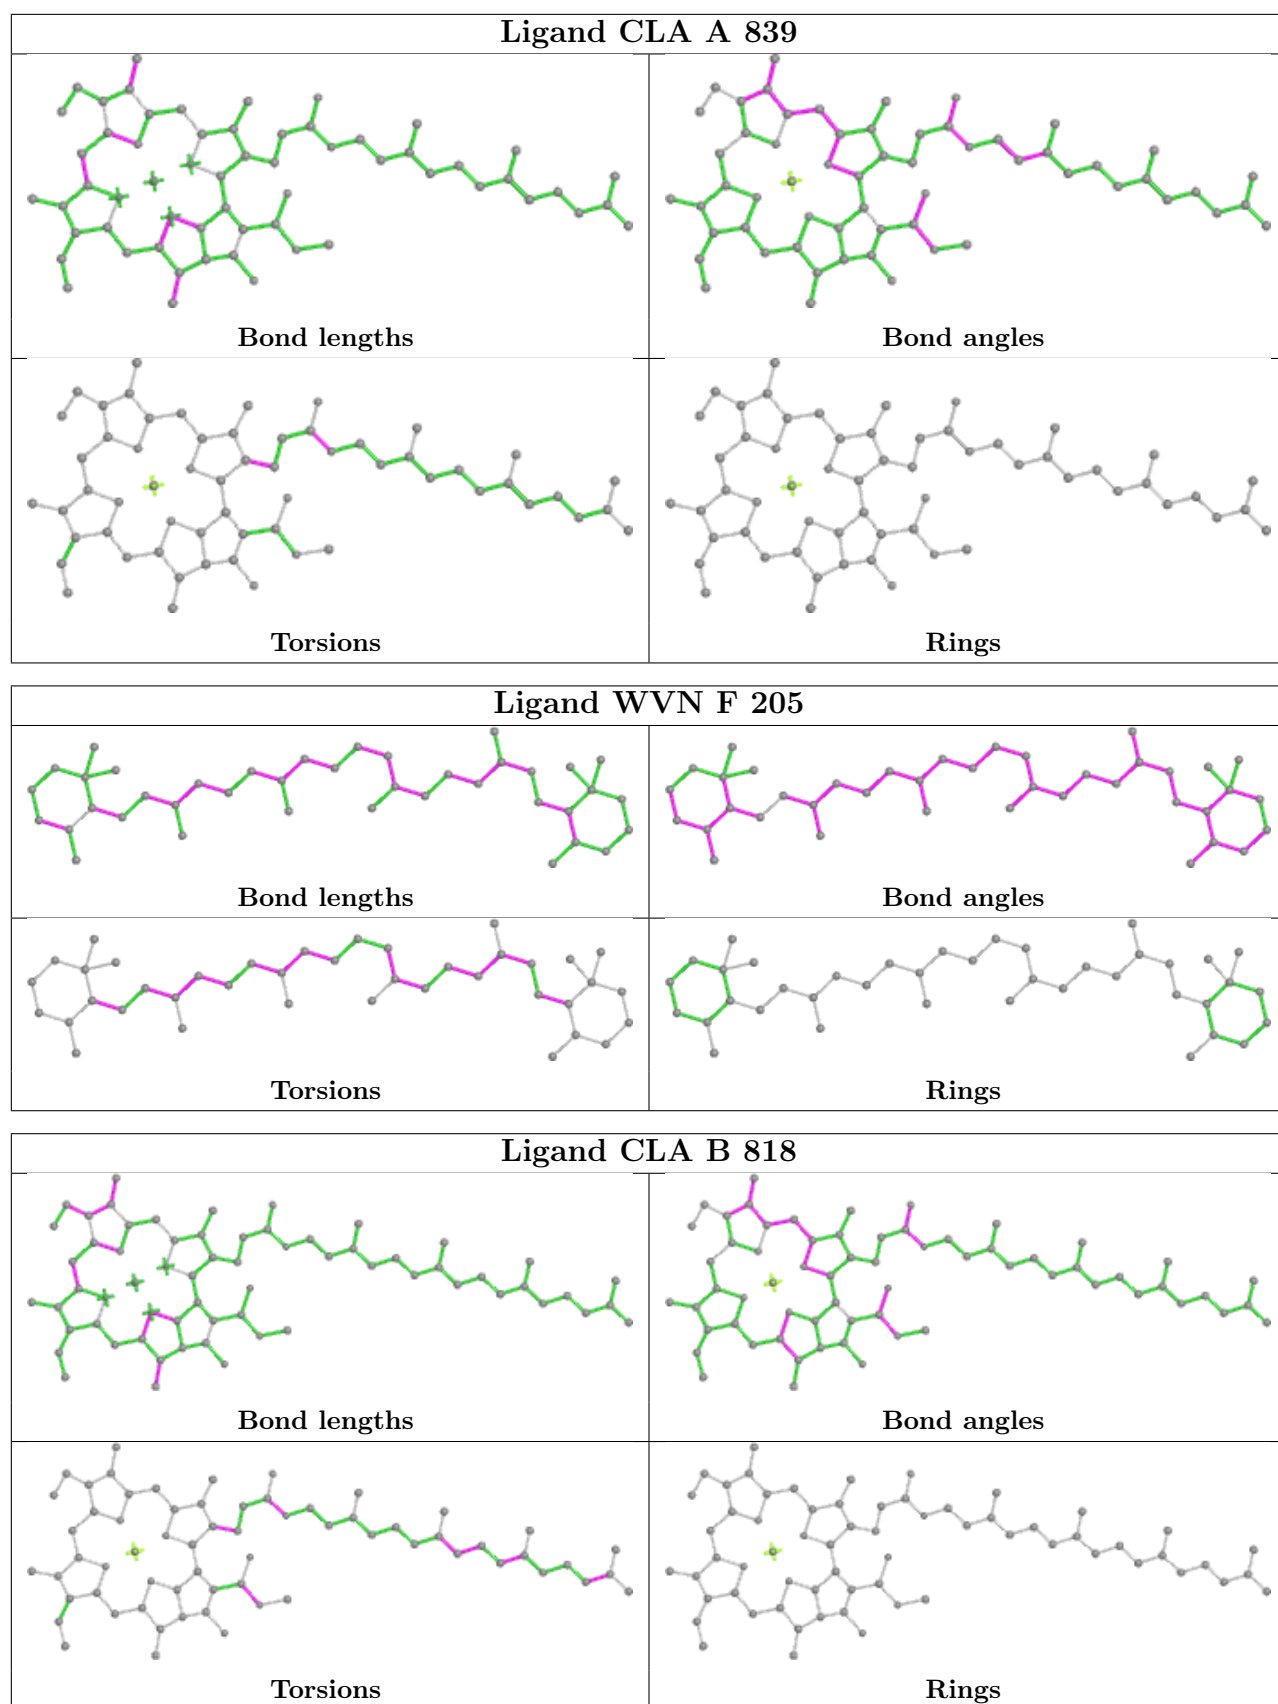 Ligand CLA A 839
Bond lengths
Bond angles
Torsions
Rings
Ligand WVN F 205
Bond lengths
Bond angles
Torsions
Rings
Ligand CLA B 818
Bond lengths
Bond angles
Torsions
Rings